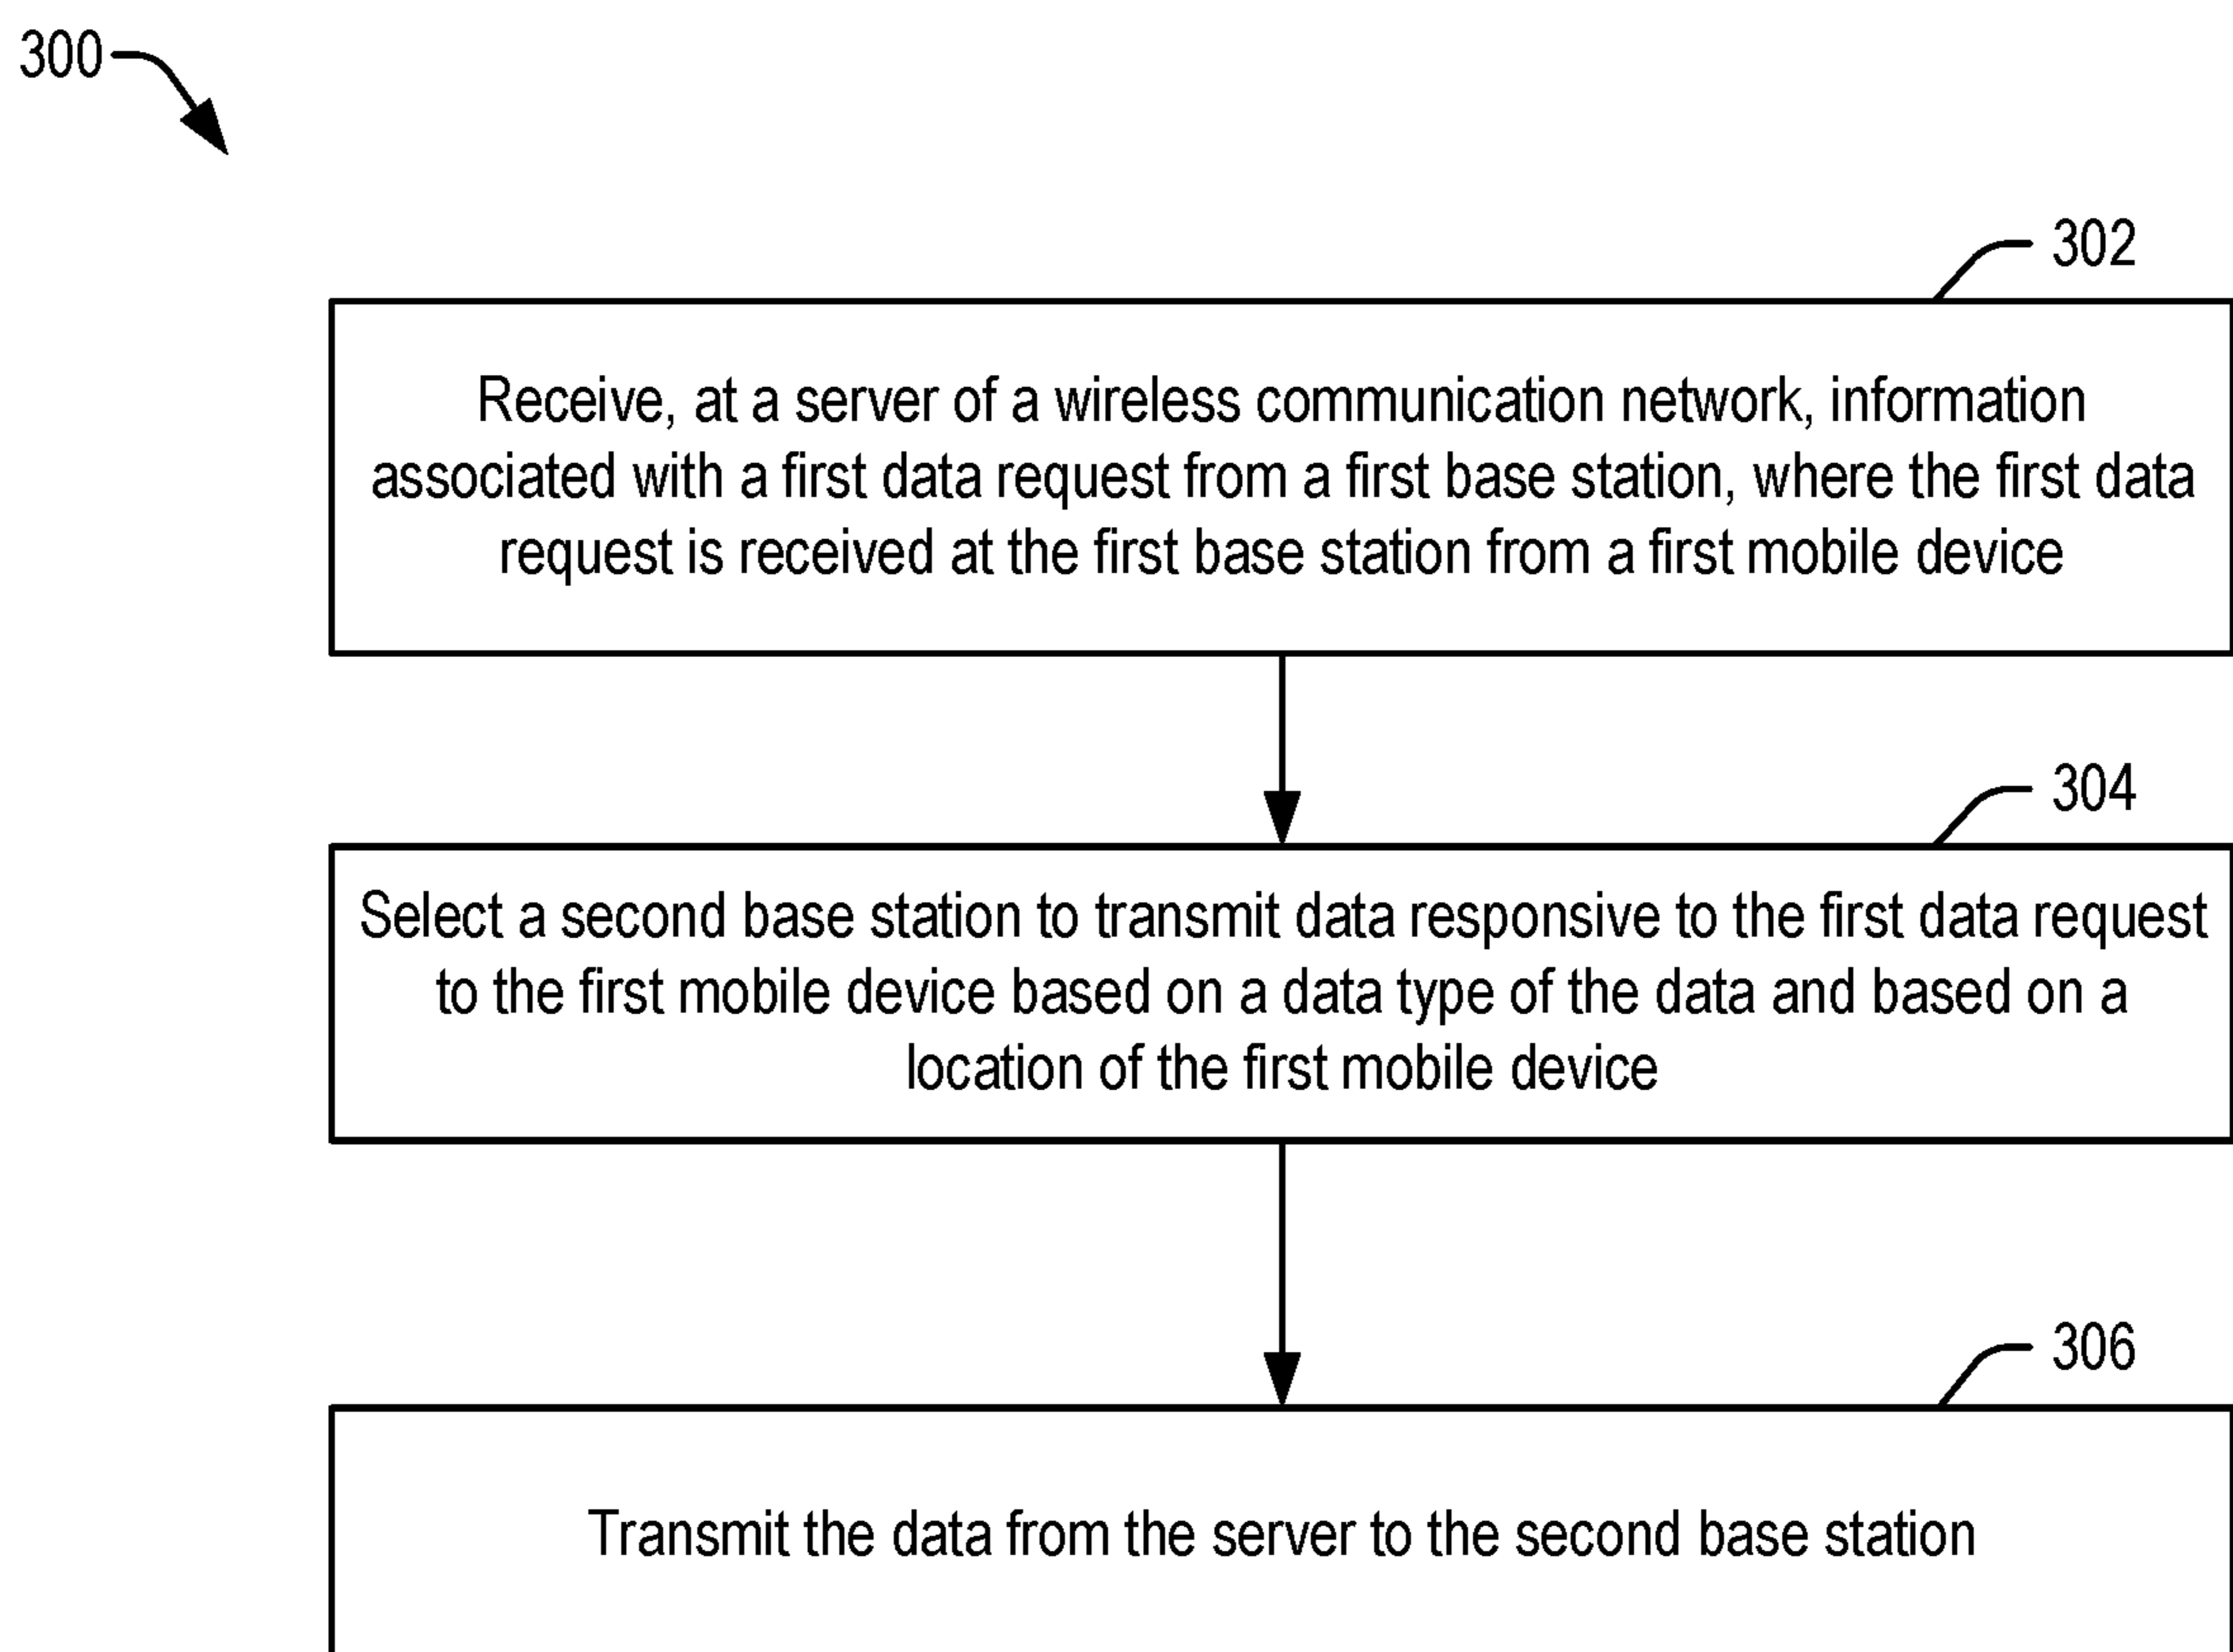 300
302
Receive, at a server of a wireless communication network, information
associated with a first data request from a first base station, where the first data
request is received at the first base station from a first mobile device
304
Select a second base station to transmit data responsive to the first data request
to the first mobile device based on a data type of the data and based on a
location of the first mobile device
306
Transmit the data from the server to the second base station